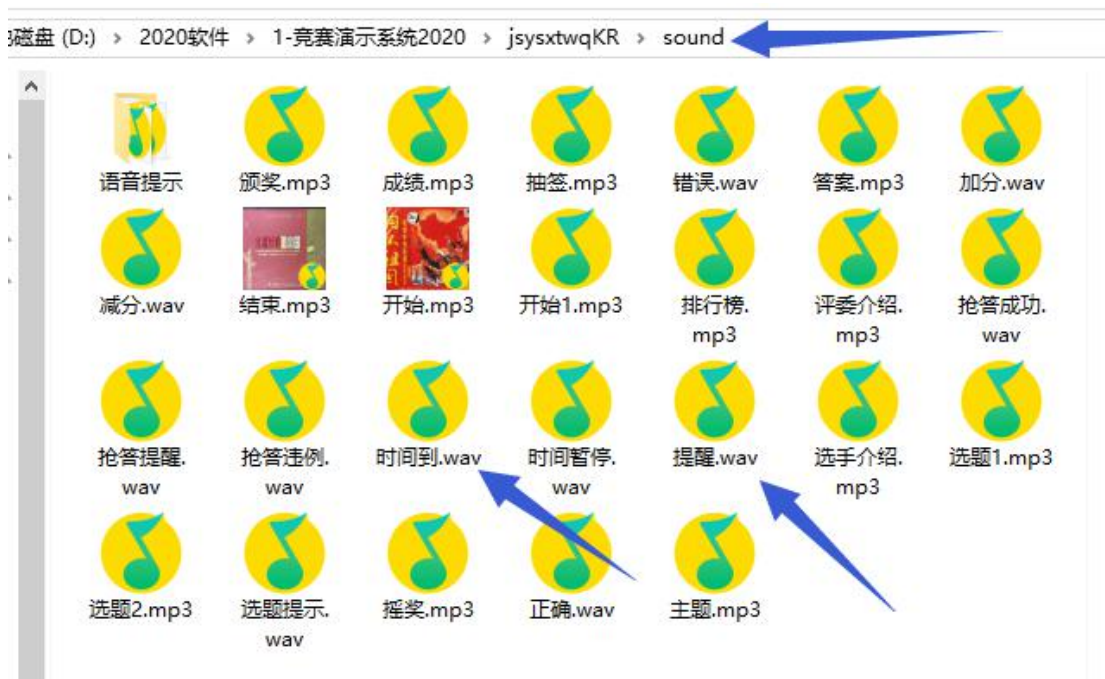 磁盘 (D:) › 2020软件 › 1-竞赛演示系统2020 › jsysxtwqKR › sound
语音提示 颁奖.mp3 成绩.mp3 抽签.mp3 错误.wav 答案.mp3 加分.wav
减分.wav 结束.mp3 开始.mp3 开始1.mp3 排行榜. 评委介绍. 抢答成功.
mp3 mp3 wav
抢答提醒. 抢答违例. 时间到.wav 时间暂停. 提醒.wav 选手介绍. 选题1.mp3
wav wav wav mp3
选题2.mp3 选题提示. 摇奖.mp3 正确.wav 主题.mp3
wav